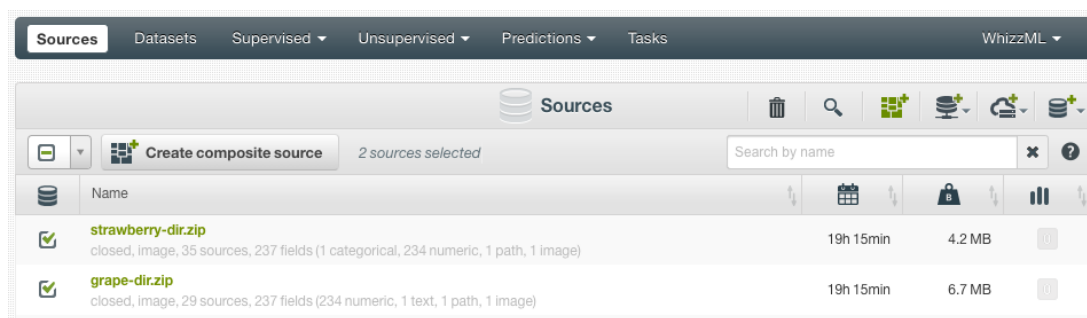 Sources Datasets Supervised Unsupervised Predictions Tasks WhizzML
Sources
Create composite source 2 sources selected Search by name
Name B
strawberry-dir.zip
19h 15min 4.2 MB
closed, image, 35 sources, 237 fields (1 categorical, 234 numeric, 1 path, 1 image)
grape-dir.zip
19h 15min 6.7 MB
closed, image, 29 sources, 237 fields (234 numeric, 1 text, 1 path, 1 image)